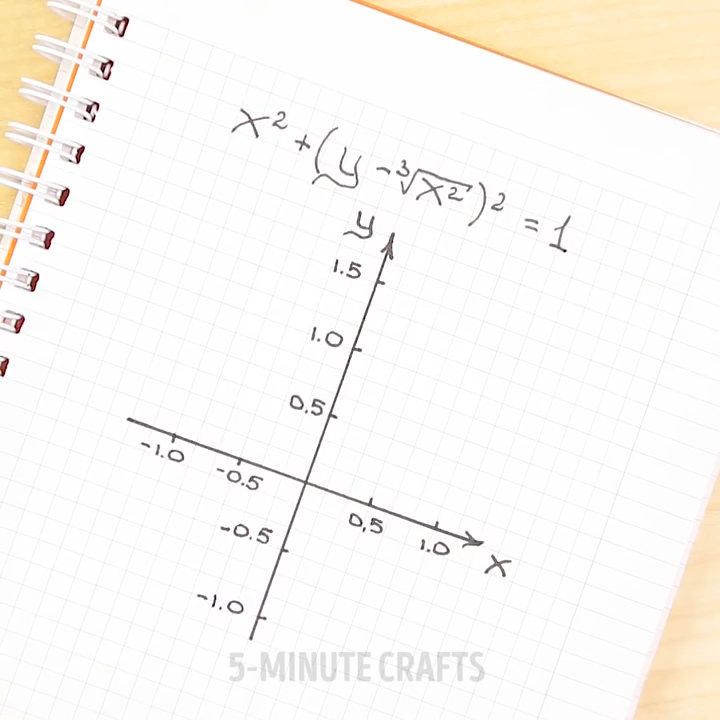 x² + (y - ³√x²)² = 1
y
1.5
1.0
0.5
-1.0 -0.5
0,5 1.0
x
-0.5
-1.0
5-MINUTE CRAFTS